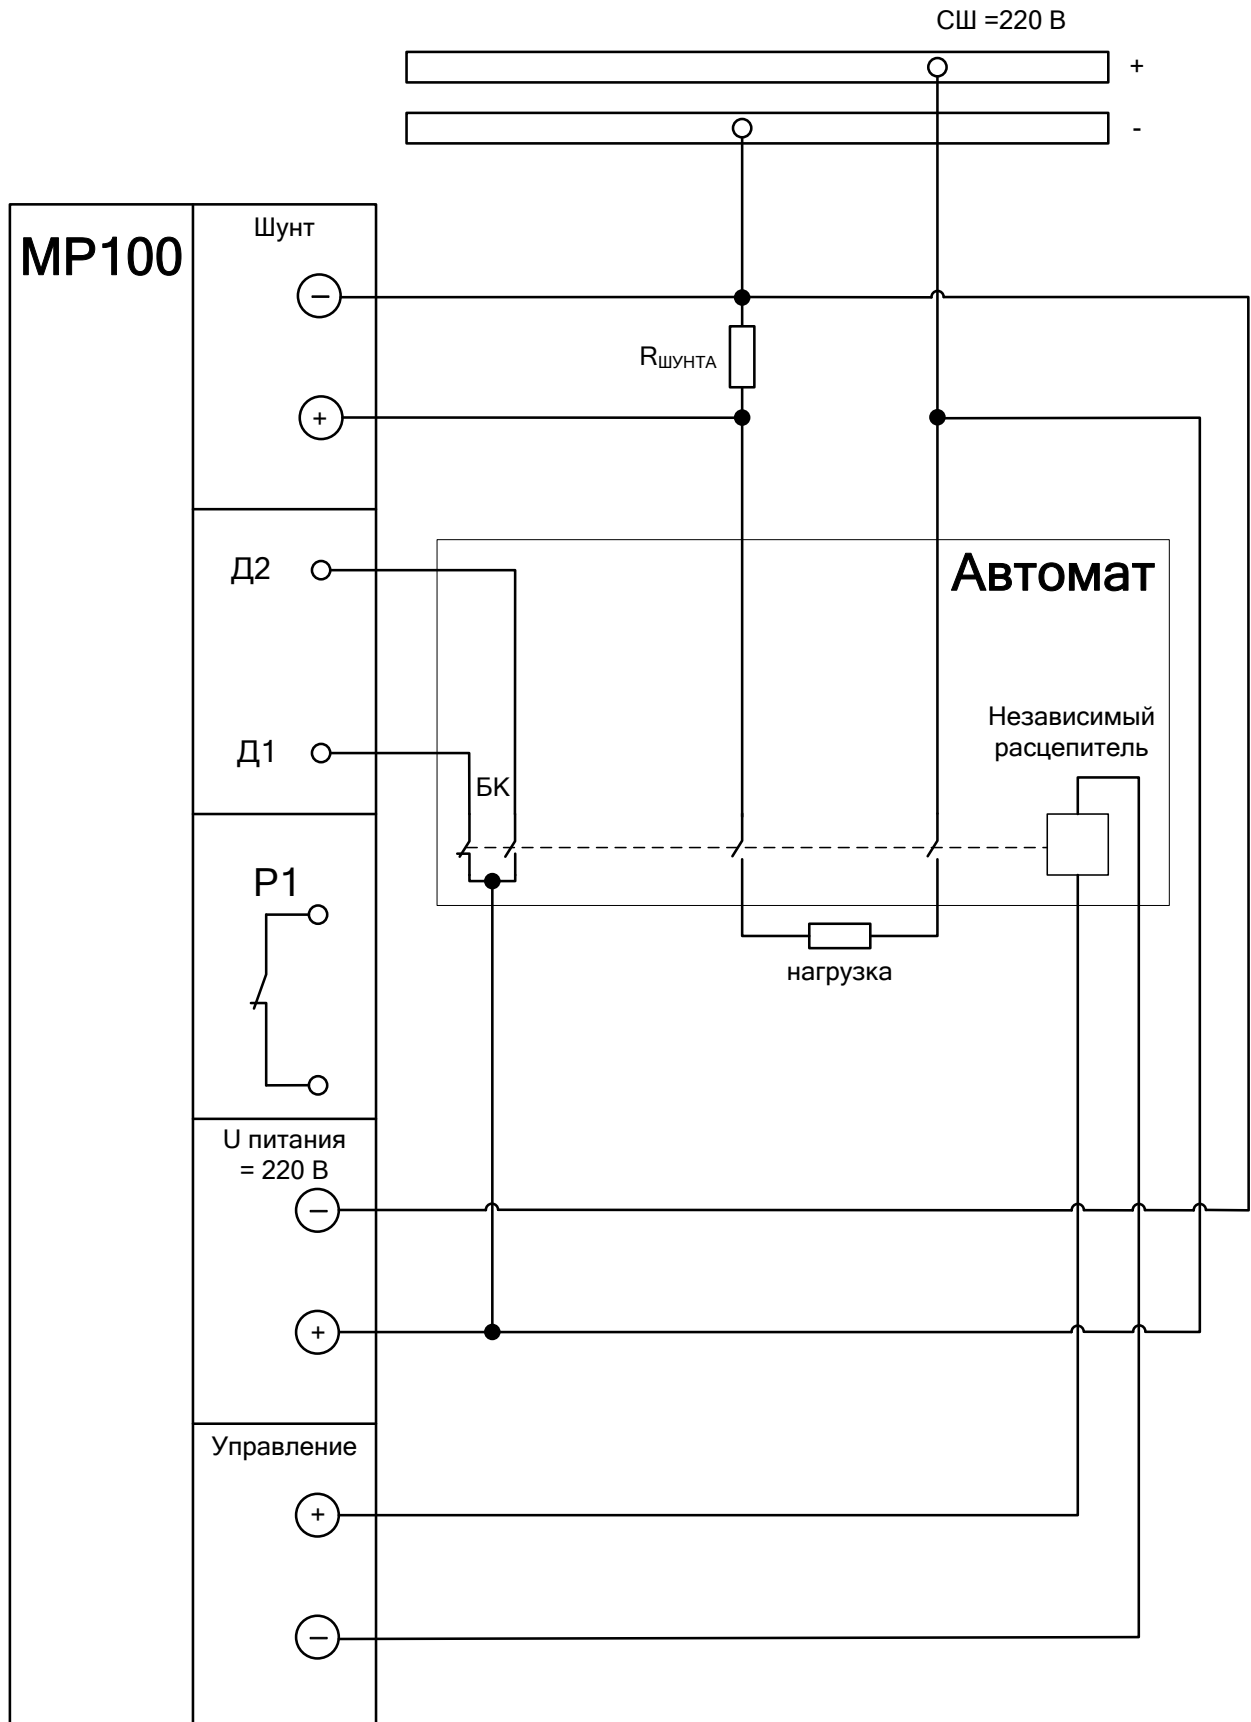 СШ =220 В
+
-
МР100
Шунт
−
RШУНТА
+
Д2
Автомат
Независимый
расцепитель
Д1
БК
Р1
нагрузка
U питания
= 220 В
−
+
Управление
+
−